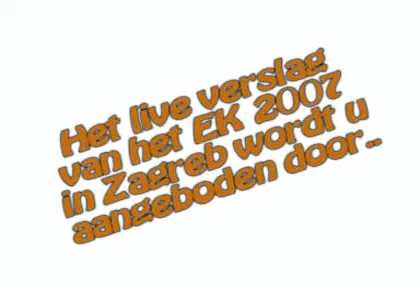 Het live verslag
van het EK 2007
in Zagreb wordt u
aangeboden door..